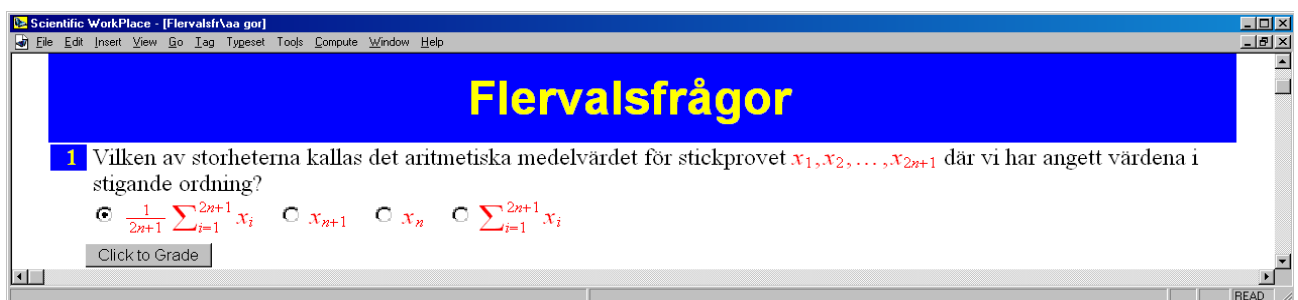 Scientific WorkPlace - [Flervalsfr\aa gor]
File Edit Insert View Go Tag Typeset Tools Compute Window Help
Flervalsfrågor
1 Vilken av storheterna kallas det aritmetiska medelvärdet för stickprovet x₁, x₂, … , x₂ₙ₊₁ där vi har angett värdena i
stigande ordning?
1/(2n+1) ∑_{i=1}^{2n+1} xᵢ xₙ₊₁ xₙ ∑_{i=1}^{2n+1} xᵢ
Click to Grade
READ